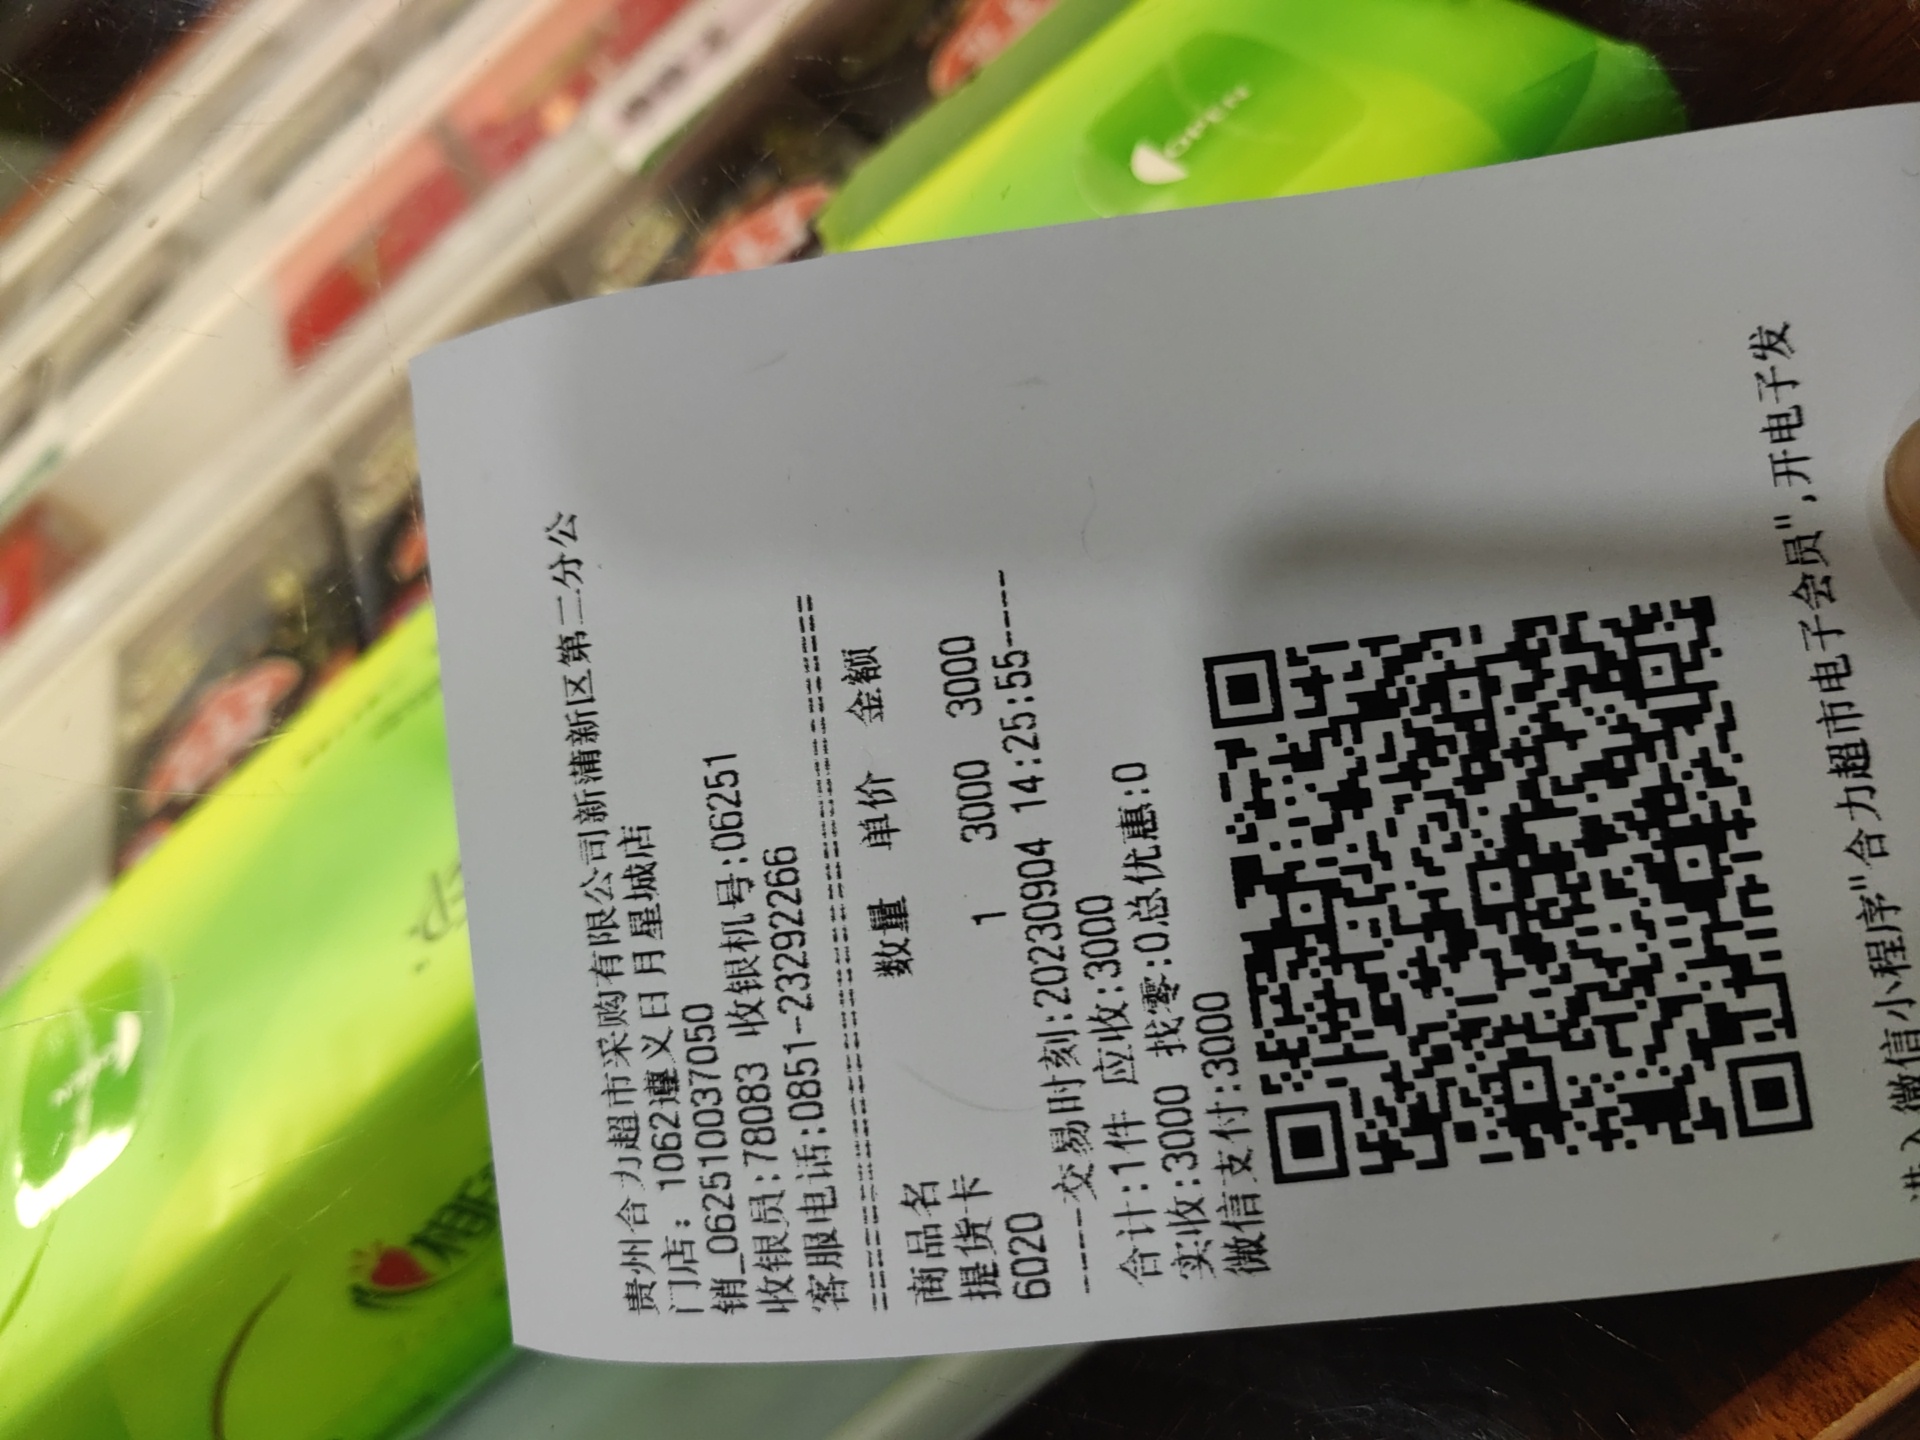 贵州合力超市采购有限公司新蒲新区第二分公
门店: 1062遵义日月星城店
销_062510037050
收银员:78083 收银机号:06251
客服电话:0851-23292266
==========================================
商品名 数量 单价 金额
提货卡
6020 1 3000 3000
-----交易时刻:20230904 14:25:55-----
合计:1件 应收:3000
实收:3000 找零:0总优惠:0
微信支付:3000
进入微信小程序"合力超市电子会员",开电子发
OPEN